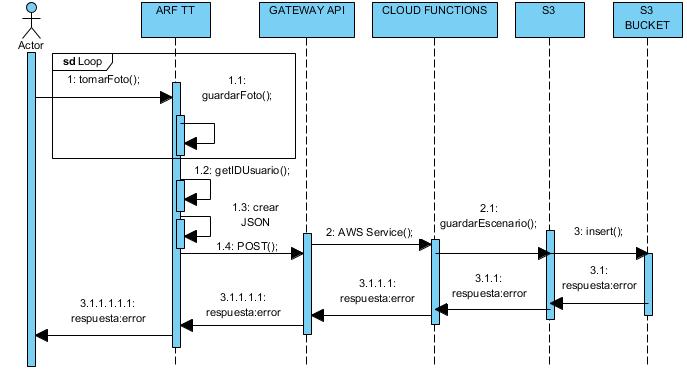 ARF TT
GATEWAY API
CLOUD FUNCTIONS
S3
S3
BUCKET
Actor
sd Loop
1: tomarFoto();
1.1:
guardarFoto();
1.2: getIDUsuario();
1.3: crear
JSON
1.4: POST();
2: AWS Service();
2.1:
guardarEscenario();
3: insert();
3.1:
respuesta:error
3.1.1:
respuesta:error
3.1.1.1:
respuesta:error
3.1.1.1.1:
respuesta:error
3.1.1.1.1.1:
respuesta:error